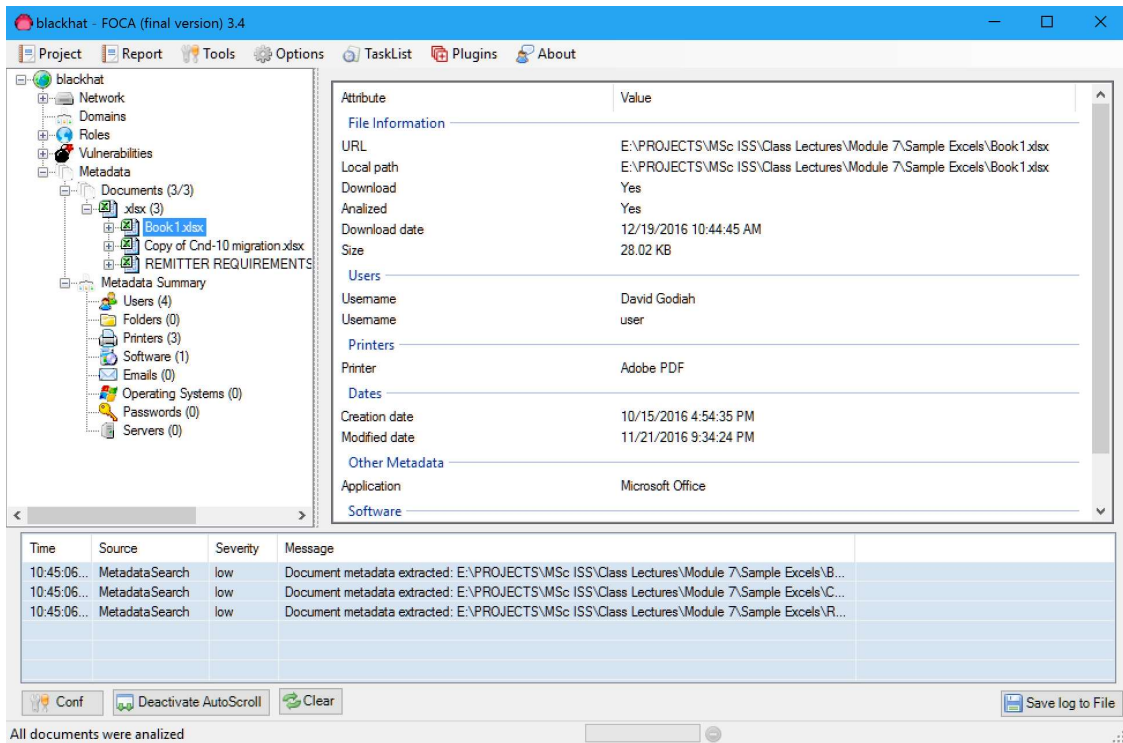 blackhat - FOCA (final version) 3.4
Project Report Tools Options TaskList Plugins About
blackhat
Network
Domains
Roles
Vulnerabilities
Metadata
Documents (3/3)
.xlsx (3)
Book1.xlsx
Copy of Cnd-10 migration.xlsx
REMITTER REQUIREMENTS
Metadata Summary
Users (4)
Folders (0)
Printers (3)
Software (1)
Emails (0)
Operating Systems (0)
Passwords (0)
Servers (0)
Attribute Value
File Information
URL E:\PROJECTS\MSc ISS\Class Lectures\Module 7\Sample Excels\Book1.xlsx
Local path E:\PROJECTS\MSc ISS\Class Lectures\Module 7\Sample Excels\Book1.xlsx
Download Yes
Analized Yes
Download date 12/19/2016 10:44:45 AM
Size 28.02 KB
Users
Username David Godiah
Username user
Printers
Printer Adobe PDF
Dates
Creation date 10/15/2016 4:54:35 PM
Modified date 11/21/2016 9:34:24 PM
Other Metadata
Application Microsoft Office
Software
Time Source Severity Message
10:45:06... MetadataSearch low Document metadata extracted: E:\PROJECTS\MSc ISS\Class Lectures\Module 7\Sample Excels\B...
10:45:06... MetadataSearch low Document metadata extracted: E:\PROJECTS\MSc ISS\Class Lectures\Module 7\Sample Excels\C...
10:45:06... MetadataSearch low Document metadata extracted: E:\PROJECTS\MSc ISS\Class Lectures\Module 7\Sample Excels\R...
Conf Deactivate AutoScroll Clear Save log to File
All documents were analized